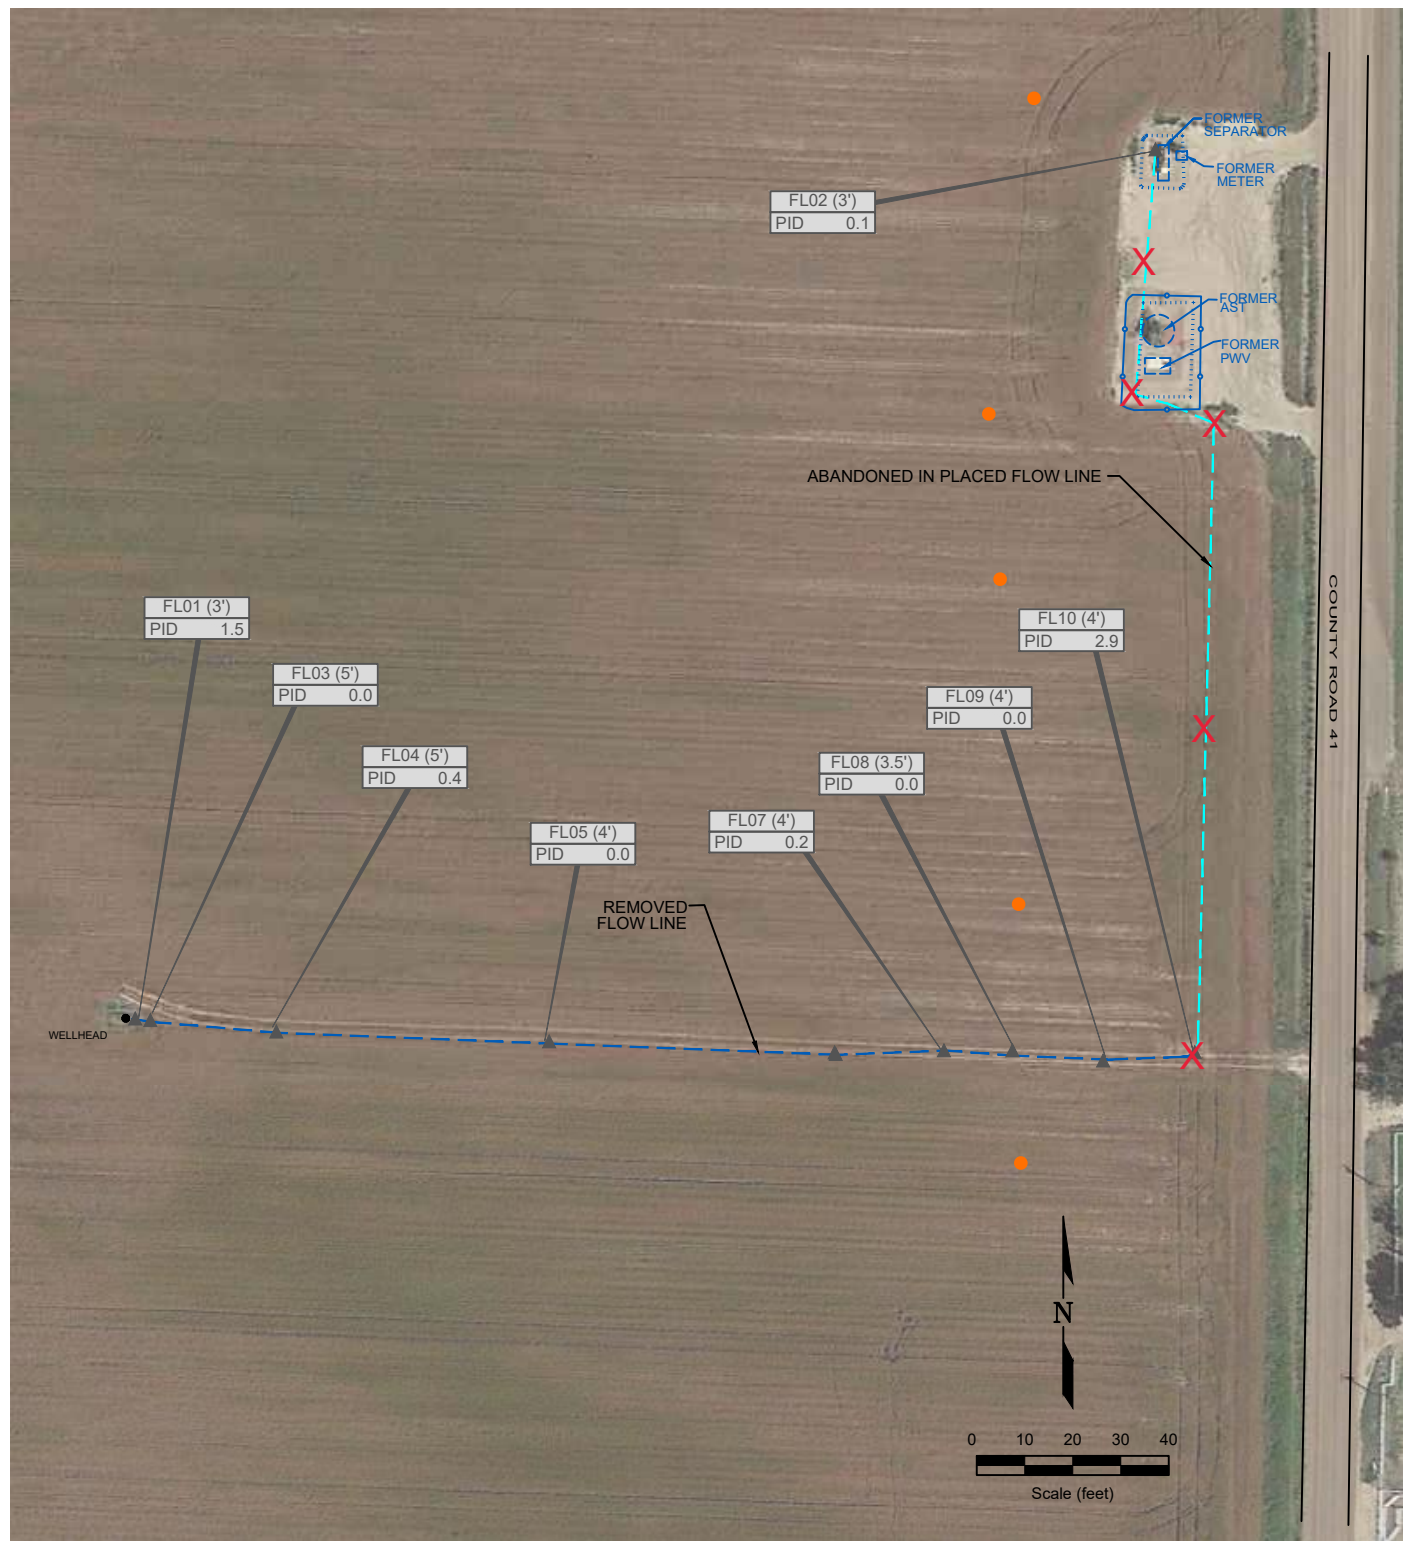 FORMER
SEPARATOR
FORMER
METER
FL02 (3')
PID 0.1
FORMER
AST
FORMER
PWV
ABANDONED IN PLACED FLOW LINE
COUNTY ROAD 41
FL01 (3')
PID 1.5
FL10 (4')
PID 2.9
FL03 (5')
PID 0.0
FL09 (4')
PID 0.0
FL04 (5')
PID 0.4
FL08 (3.5')
PID 0.0
FL05 (4')
PID 0.0
FL07 (4')
PID 0.2
REMOVED
FLOW LINE
WELLHEAD
N
0 10 20 30 40
Scale (feet)